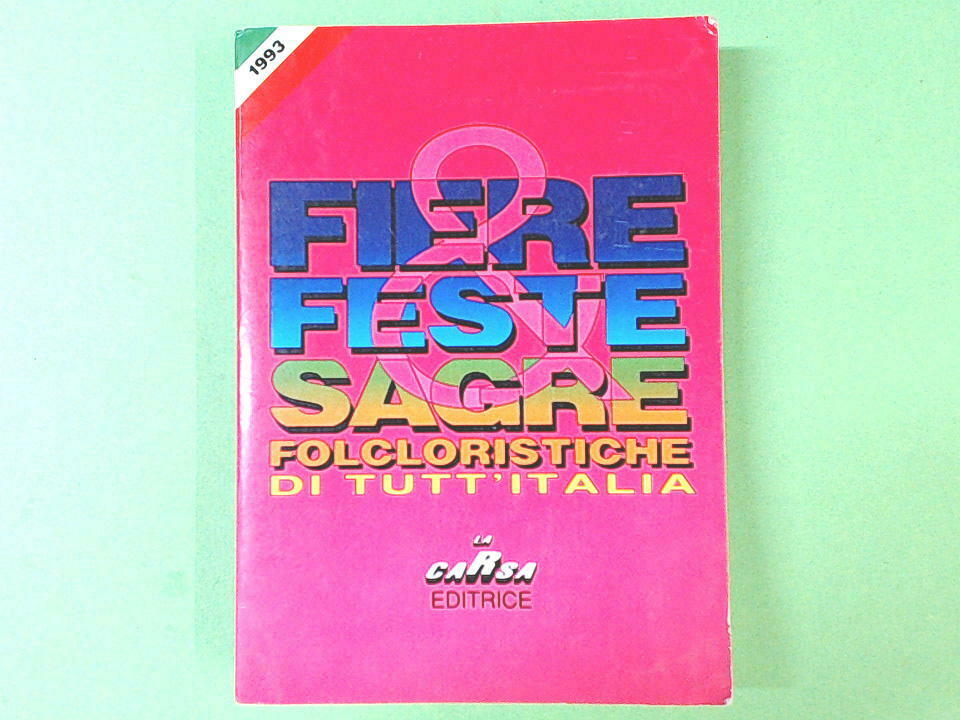 1993
FIERE
&
FESTE
SAGRE
FOLCLORISTICHE
DI TUTT'ITALIA
LA
CARSA
EDITRICE